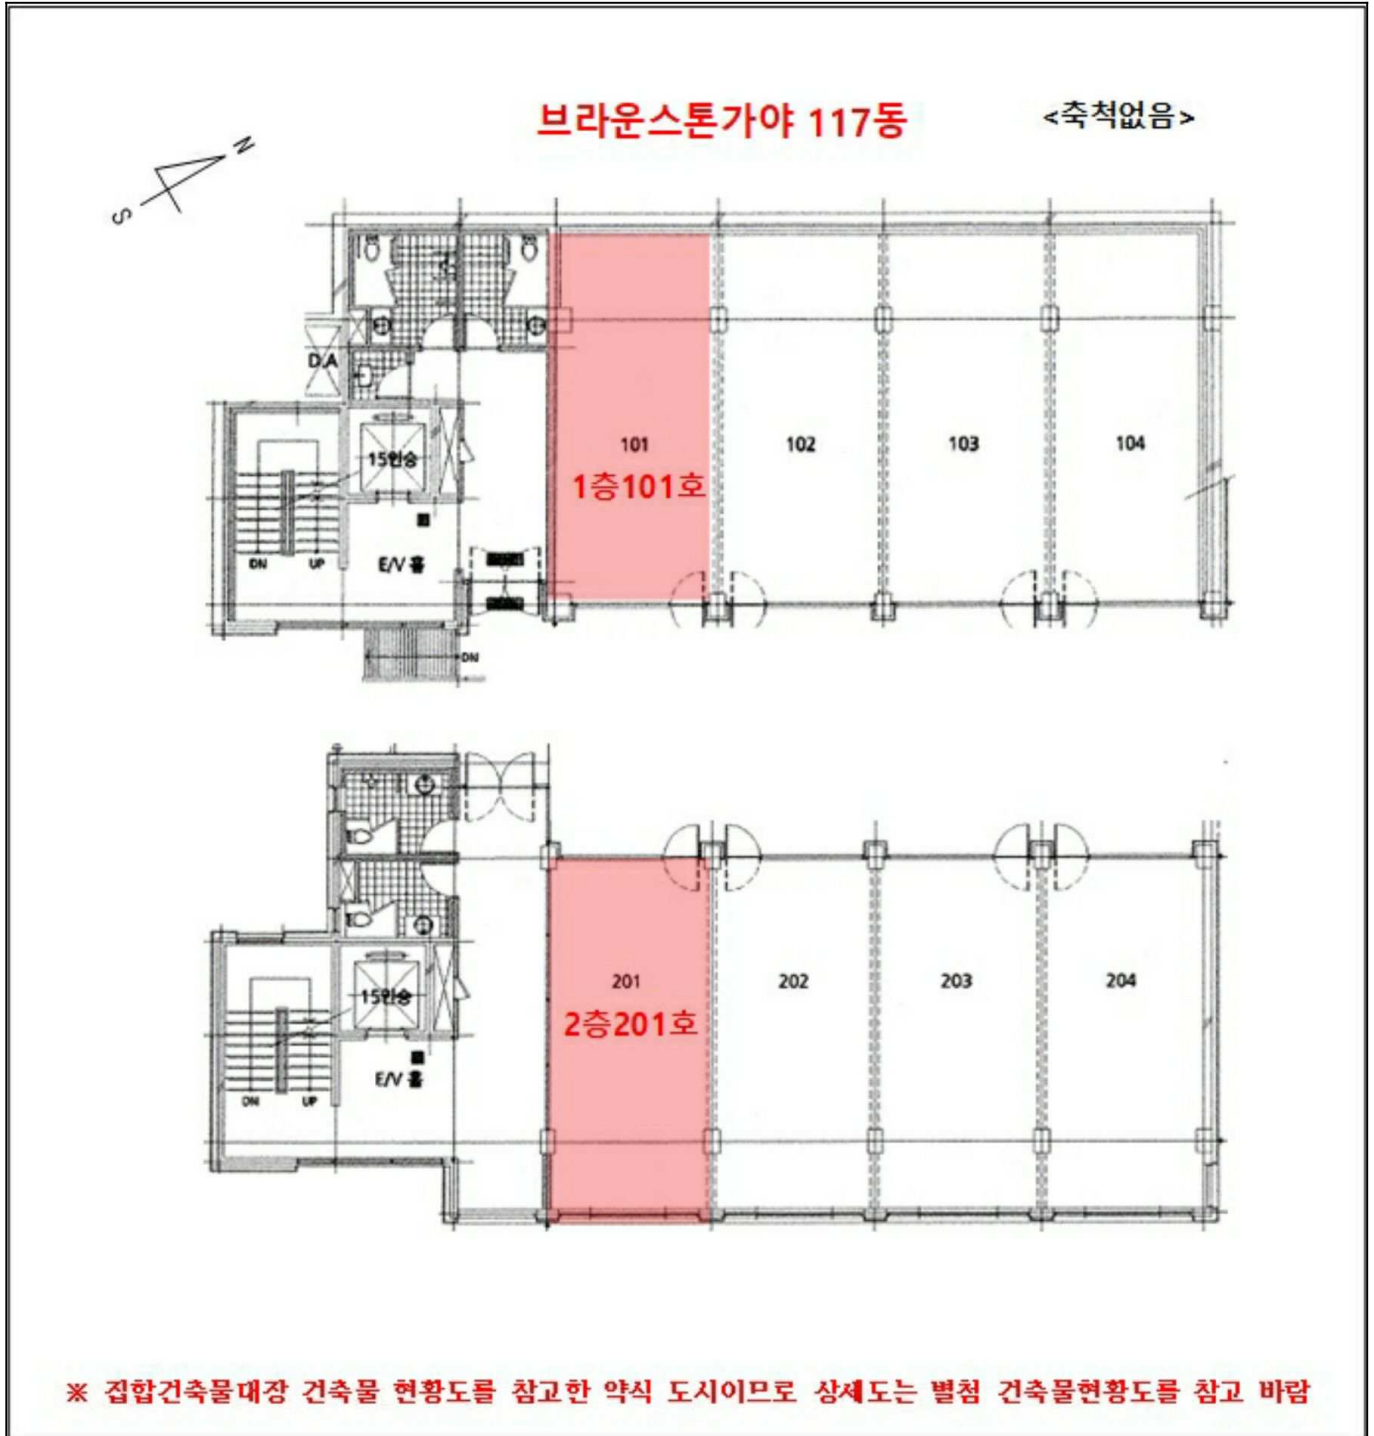 브라운스톤가야 117동 <축척없음>
N
S
D.A
101 102 103 104
15인승
1층101호
DN UP
E/V 홀
DN
201 202 203 204
15인승
2층201호
E/V 홀
DN UP
※ 집합건축물대장 건축물 현황도를 참고한 약식 도시이므로 상세도는 별첨 건축물현황도를 참고 바람